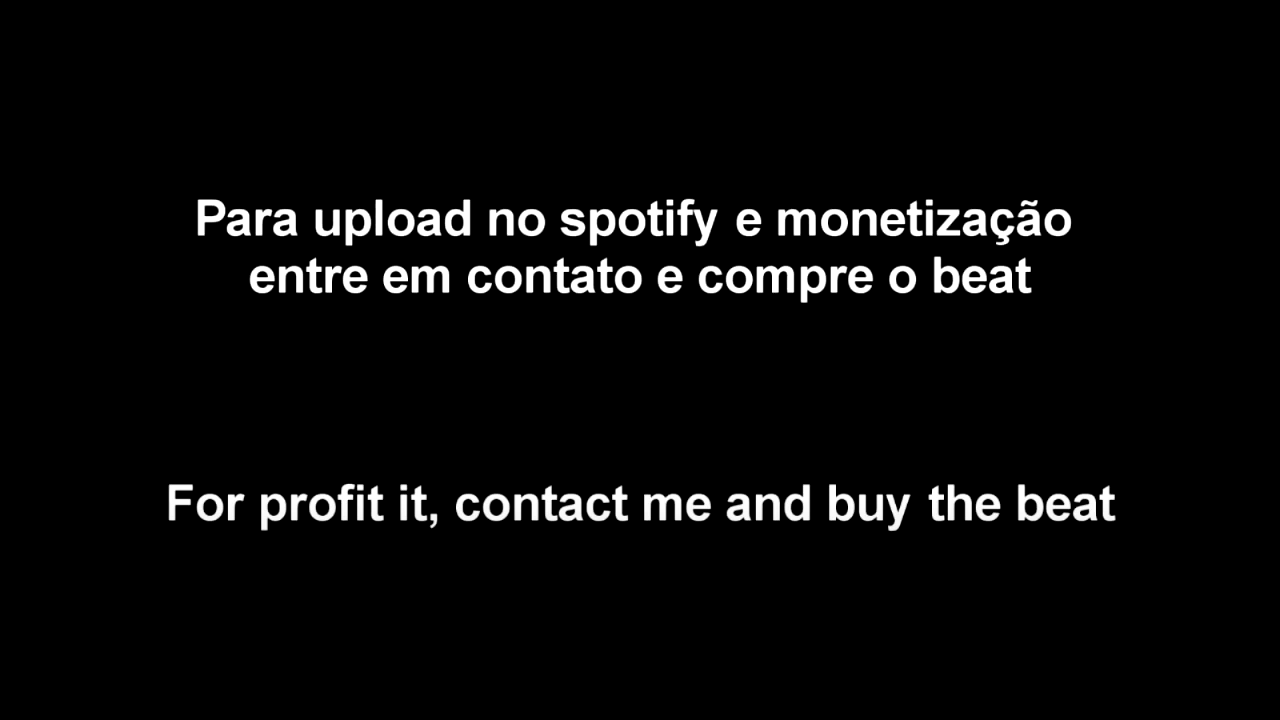 Para upload no spotify e monetização
entre em contato e compre o beat
For profit it, contact me and buy the beat